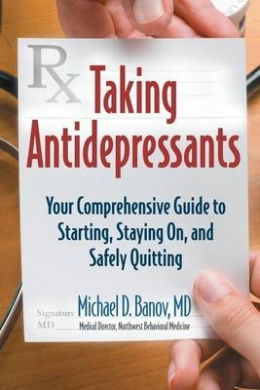 Rx
Taking
Antidepressants
Your Comprehensive Guide to
Starting, Staying On, and
Safely Quitting
Signature
MD
Michael D. Banov, MD
Medical Director, Northwest Behavioral Medicine